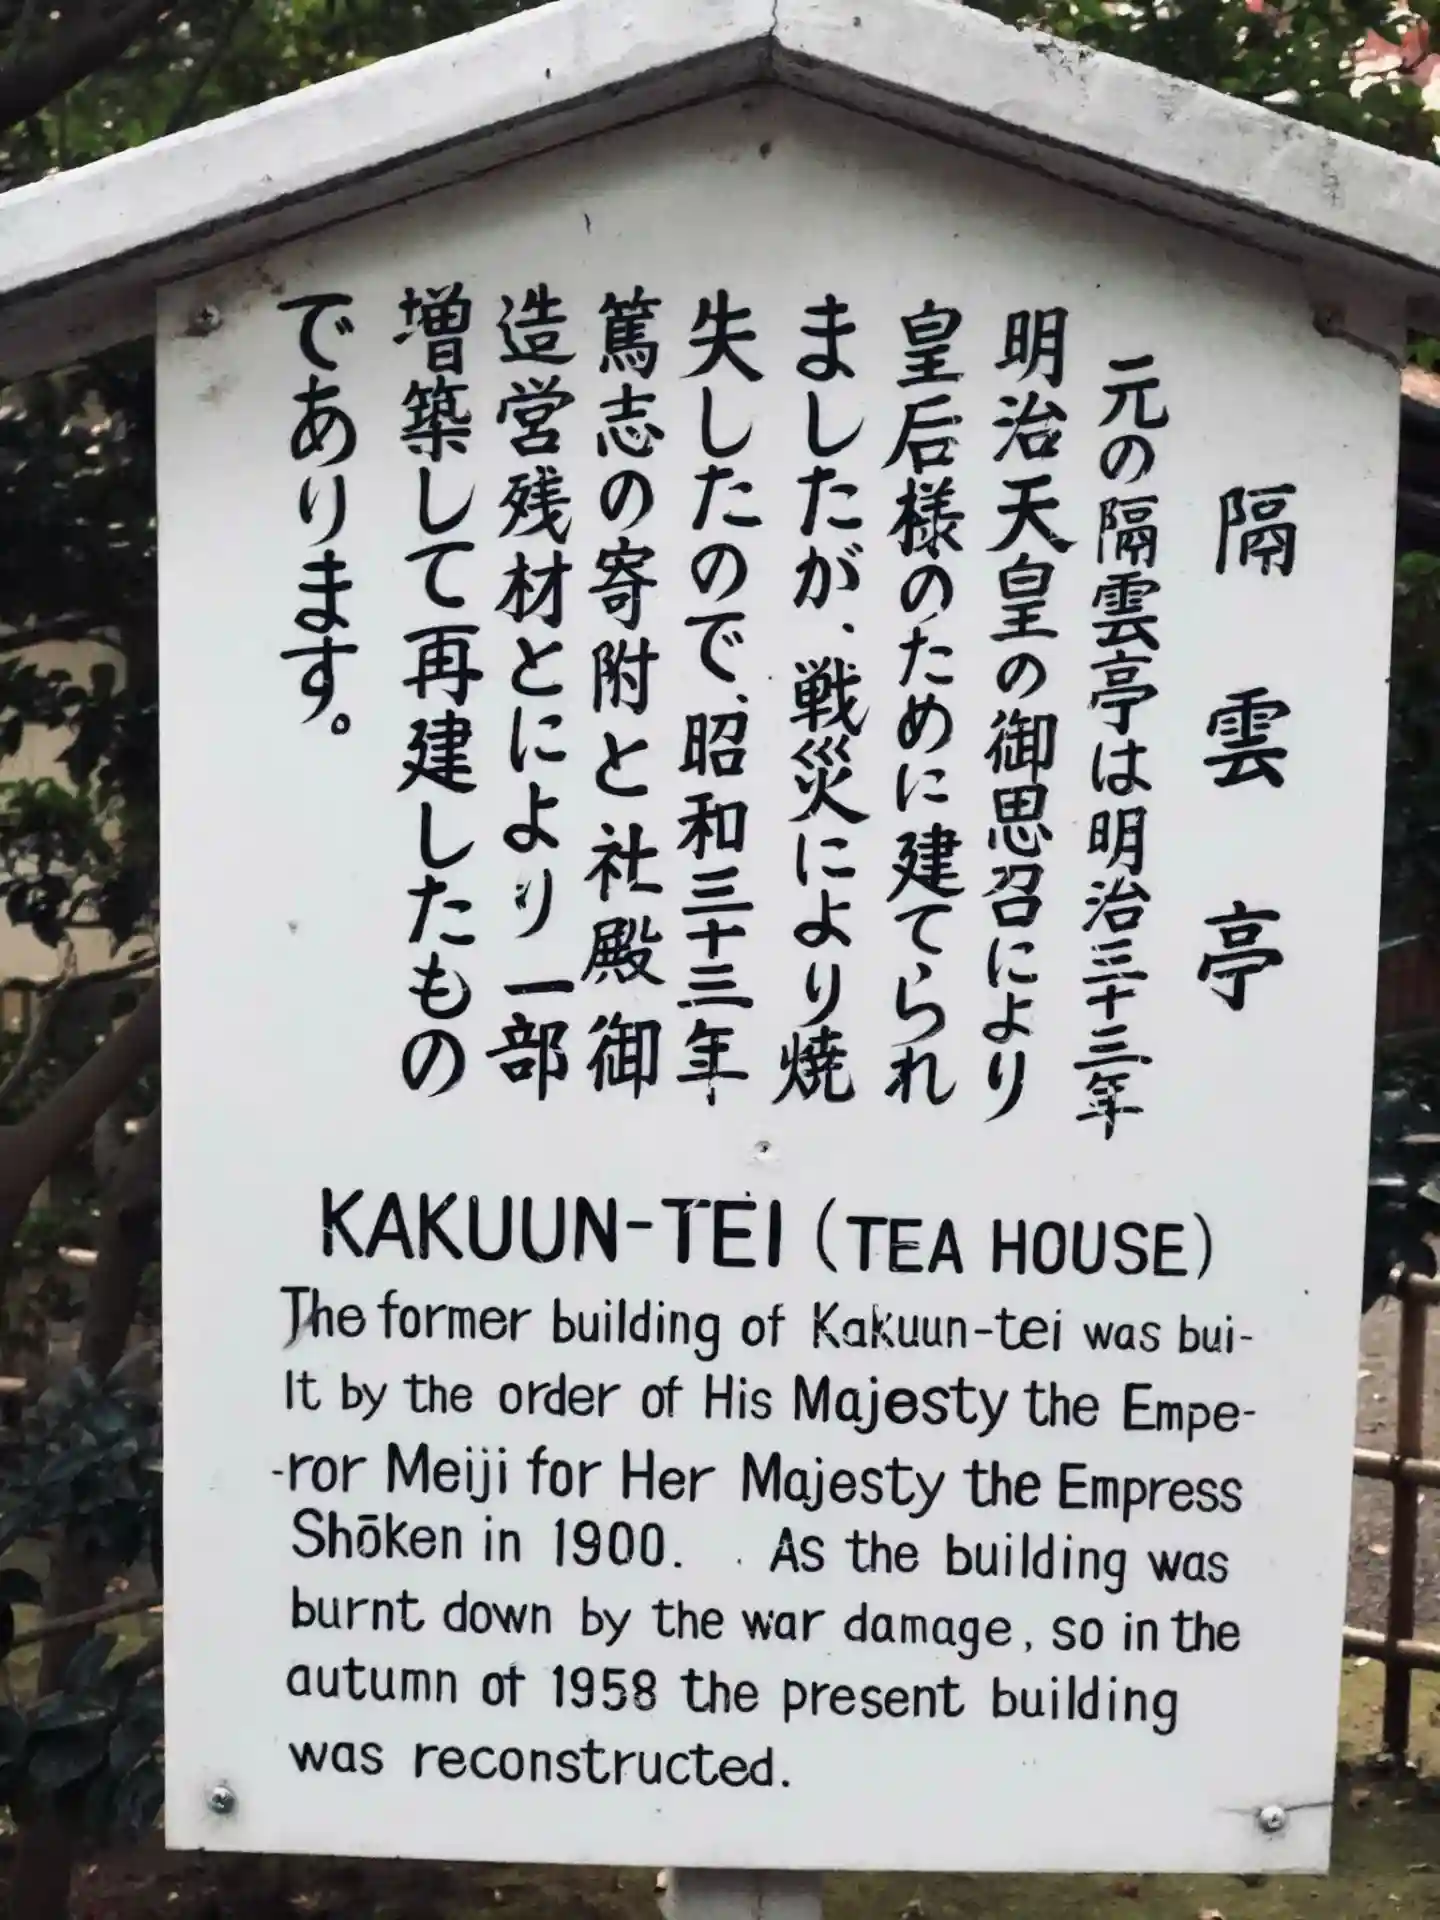 隔雲亭
元の隔雲亭は明治三十三年
明治天皇の御思召により
皇后様のために建てられ
ましたが、戦災により焼
失したので、昭和三十三年
篤志の寄附と社殿御
造営残材とにより一部
増築して再建したもの
であります。
KAKUUN-TEI (TEA HOUSE)
The former building of Kakuun-tei was bui-
lt by the order of His Majesty the Empe-
-ror Meiji for Her Majesty the Empress
Shōken in 1900. As the building was
burnt down by the war damage, so in the
autumn of 1958 the present building
was reconstructed.